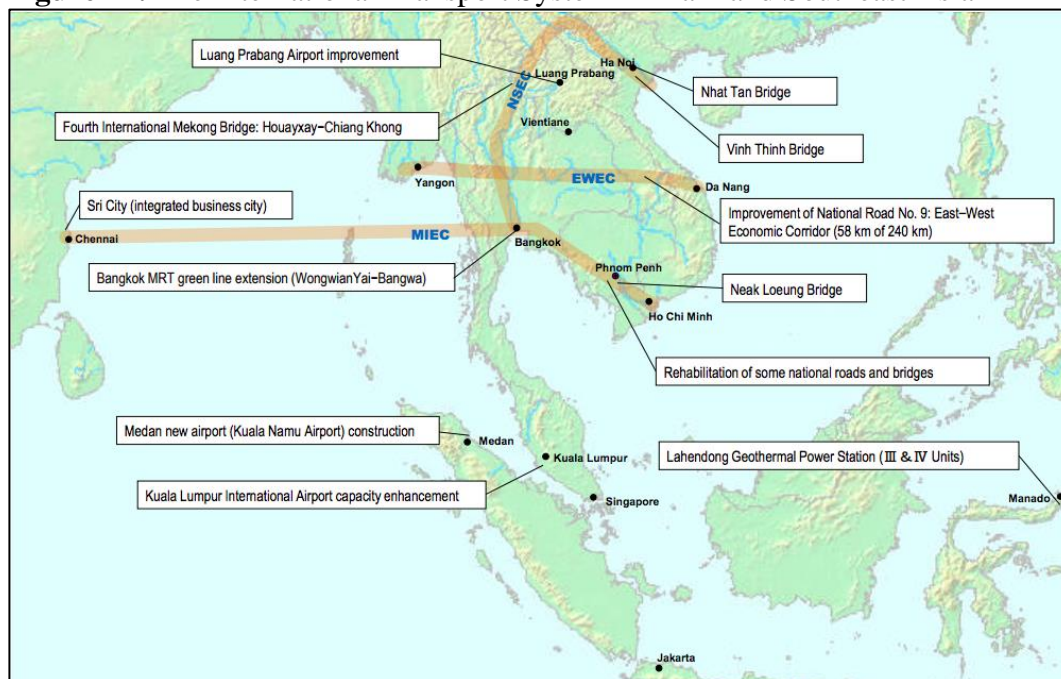 Luang Prabang Airport improvement
Ha Noi
Luang Prabang
NSEC
Nhat Tan Bridge
Fourth International Mekong Bridge: Houayxay−Chiang Khong
Vientiane
Vinh Thinh Bridge
Yangon
EWEC
Da Nang
Sri City (integrated business city)
Improvement of National Road No. 9: East–West
Economic Corridor (58 km of 240 km)
Chennai
MIEC
Bangkok
Bangkok MRT green line extension (WongwianYai−Bangwa)
Phnom Penh
Neak Loeung Bridge
Ho Chi Minh
Rehabilitation of some national roads and bridges
Medan new airport (Kuala Namu Airport) construction
Medan
Kuala Lumpur
Lahendong Geothermal Power Station (Ⅲ & Ⅳ Units)
Kuala Lumpur International Airport capacity enhancement
Singapore
Manado
Jakarta